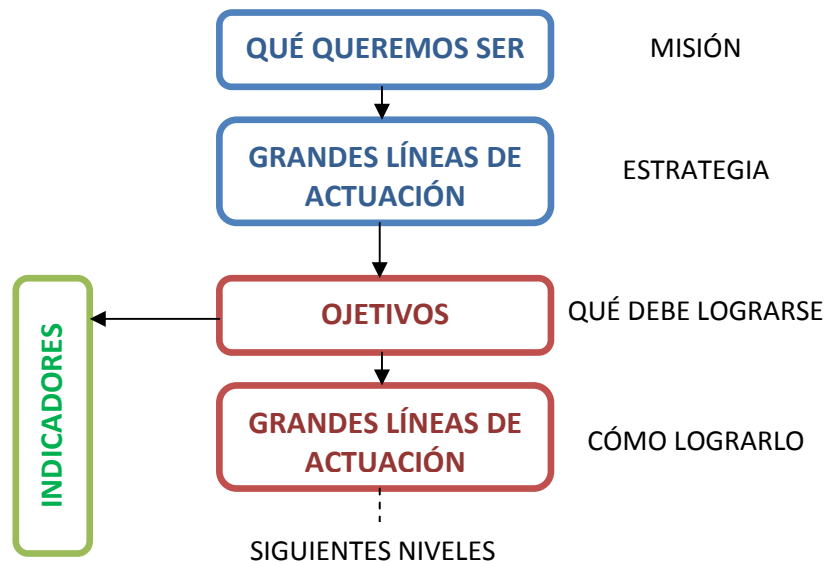 QUÉ QUEREMOS SER
MISIÓN
GRANDES LÍNEAS DE
ACTUACIÓN
ESTRATEGIA
OJETIVOS
QUÉ DEBE LOGRARSE
INDICADORES
GRANDES LÍNEAS DE
ACTUACIÓN
CÓMO LOGRARLO
SIGUIENTES NIVELES